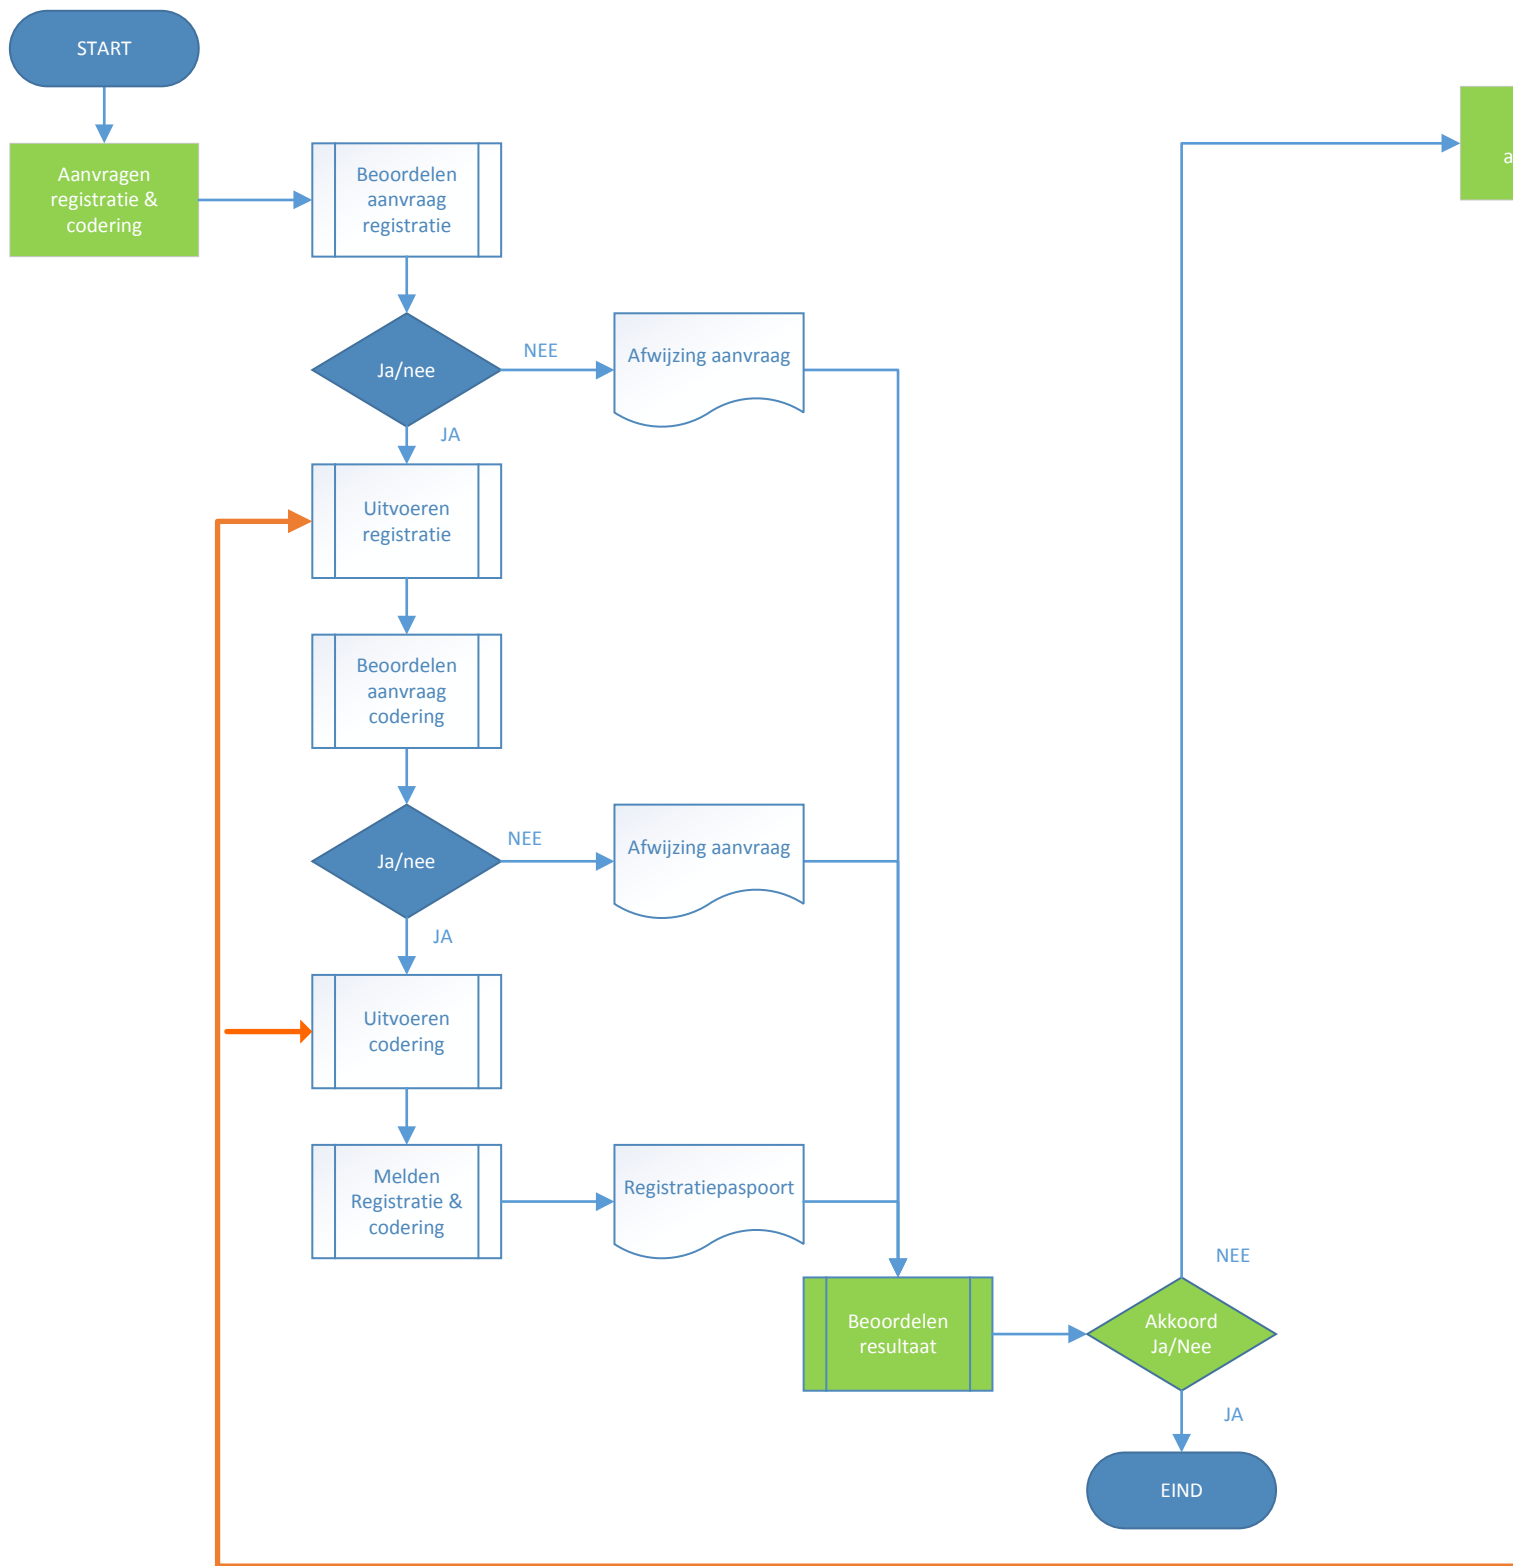 START
Aanvragen
registratie &
codering
Beoordelen
aanvraag
registratie
Ja/nee
NEE
Afwijzing aanvraag
JA
Uitvoeren
registratie
Beoordelen
aanvraag
codering
Ja/nee
NEE
Afwijzing aanvraag
JA
Uitvoeren
codering
Melden
Registratie &
codering
Registratiepaspoort
Beoordelen
resultaat
NEE
Akkoord
Ja/Nee
JA
EIND